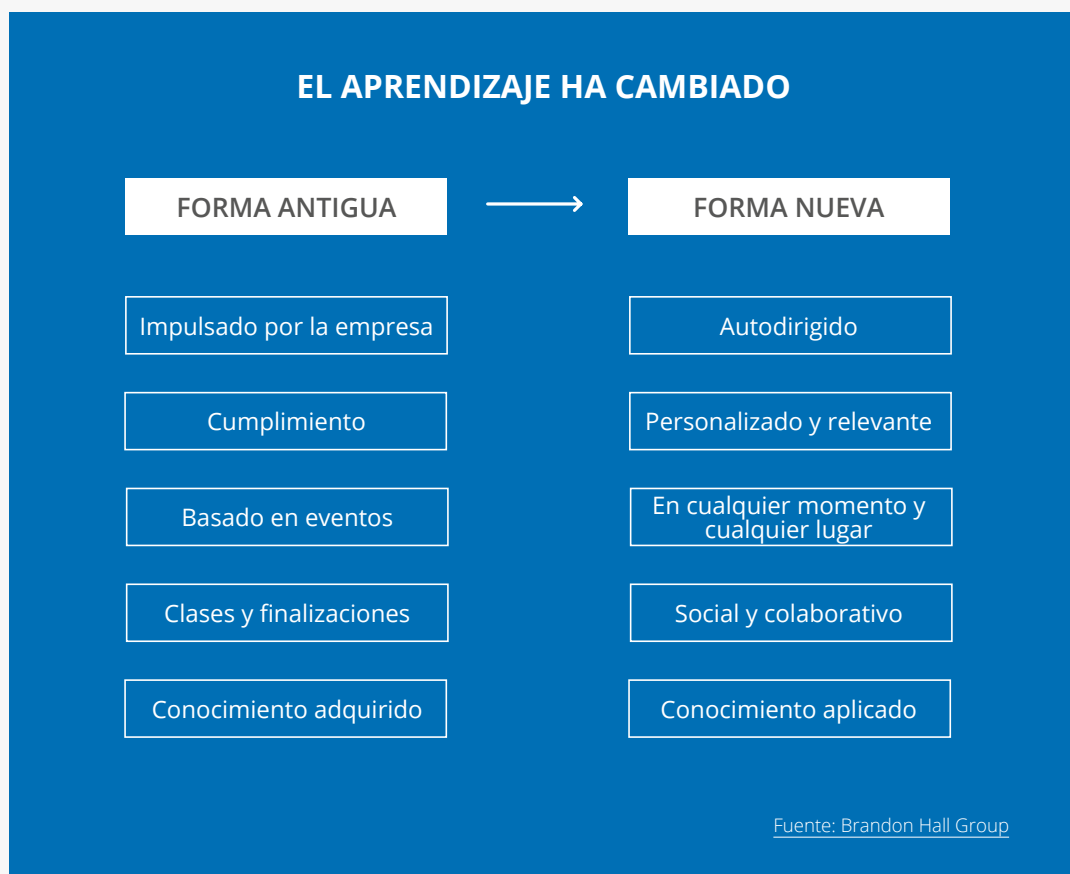 EL APRENDIZAJE HA CAMBIADO
FORMA ANTIGUA
FORMA NUEVA
Impulsado por la empresa
Autodirigido
Cumplimiento
Personalizado y relevante
Basado en eventos
En cualquier momento y
cualquier lugar
Clases y finalizaciones
Social y colaborativo
Conocimiento adquirido
Conocimiento aplicado
Fuente: Brandon Hall Group